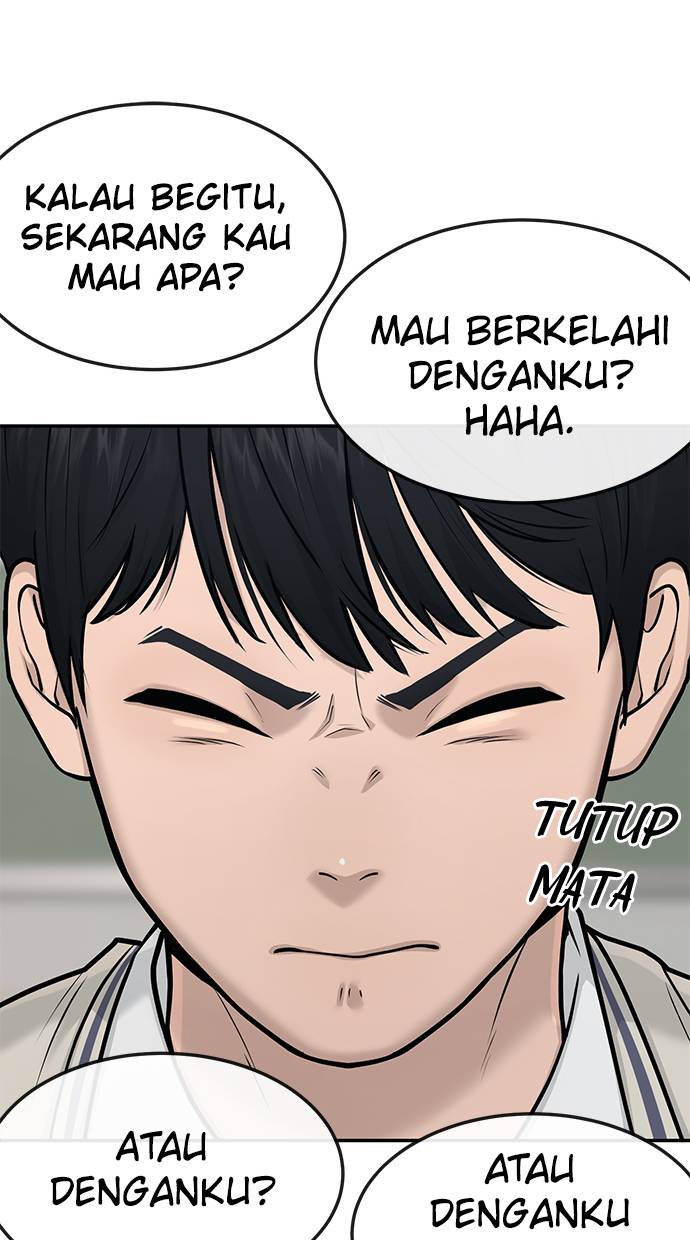 KALAU BEGITU,
SEKARANG KAU
MAU APA?
MAU BERKELAHI
DENGANKU?
HAHA.
TUTUP
MATA
ATAU
DENGANKU?
ATAU
DENGANKU